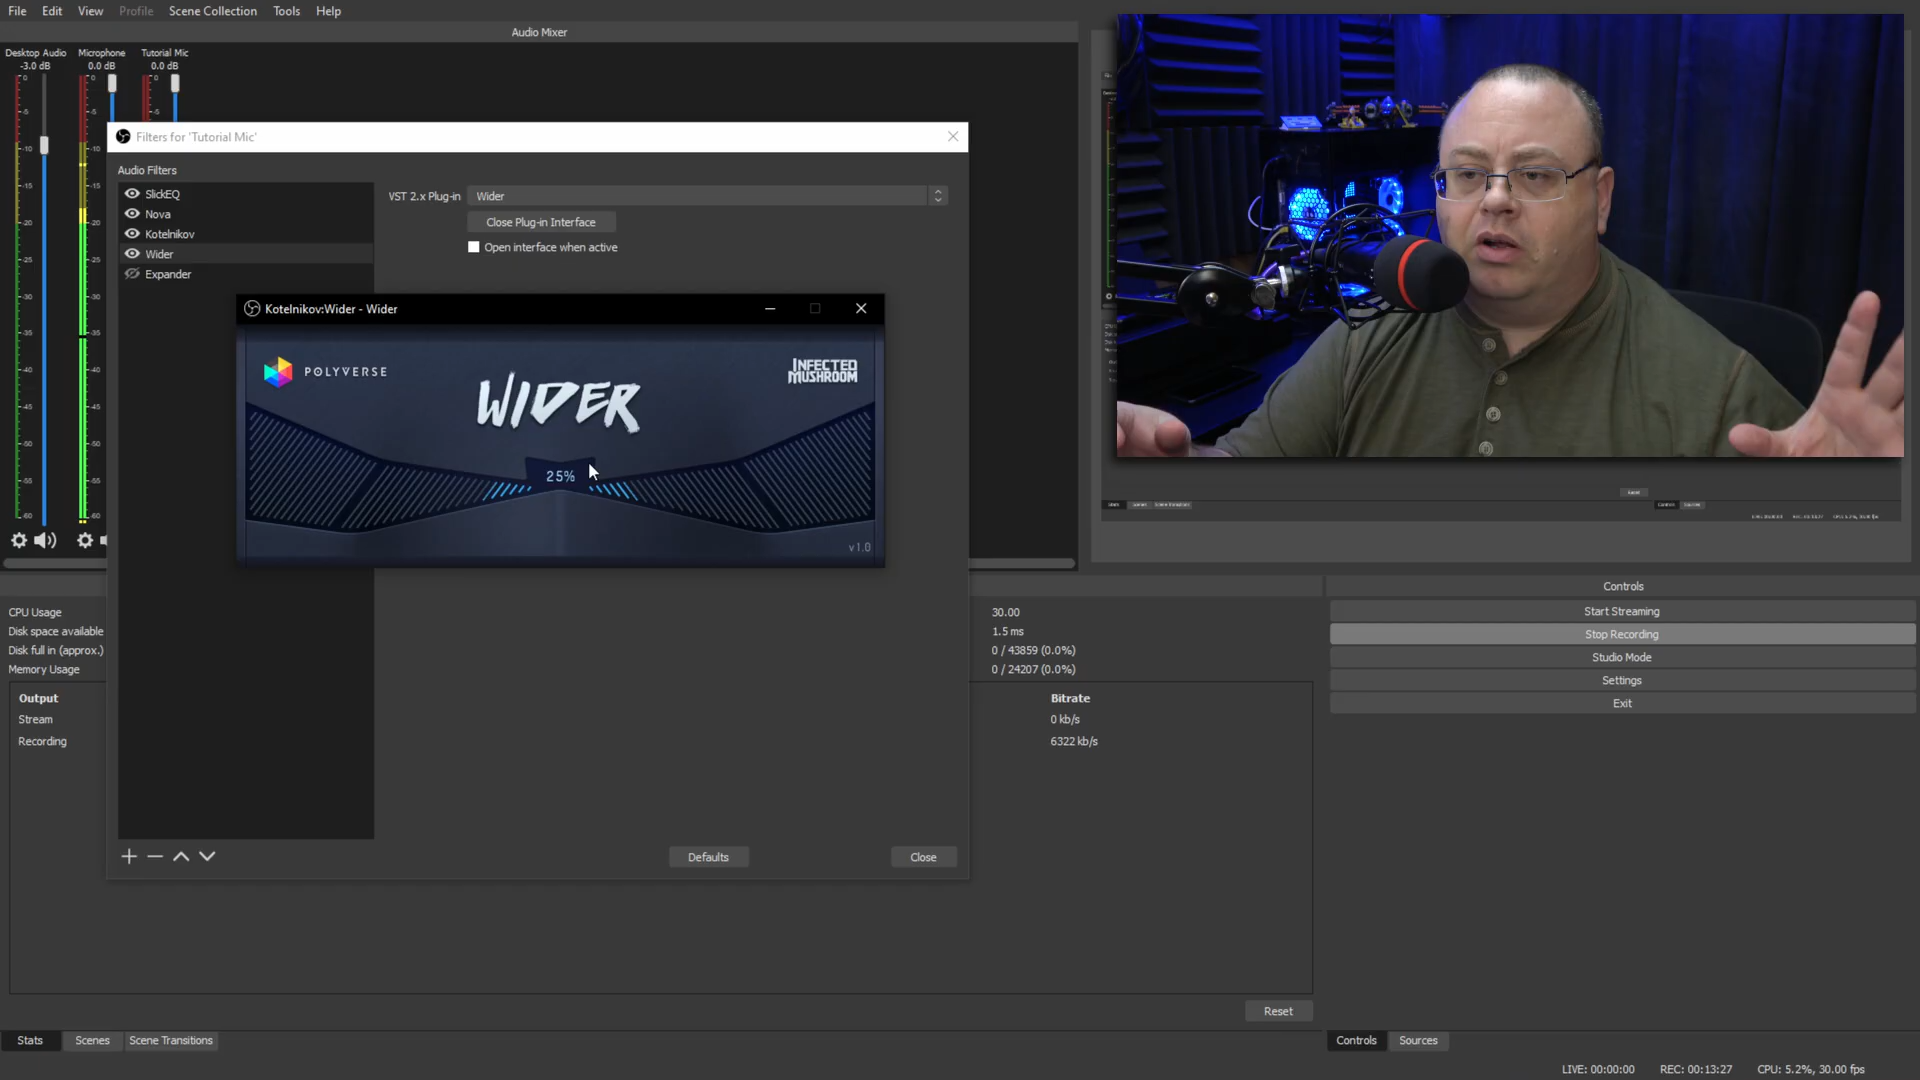 File Edit View Profile Scene Collection Tools Help
Audio Mixer
Desktop Audio Microphone Tutorial Mic
-3.0 dB 0.0 dB 0.0 dB
Filters for 'Tutorial Mic'
Audio Filters
SlickEQ
Nova
Kotelnikov
Wider
Expander
VST 2.x Plug-in Wider
Close Plug-in Interface
Open interface when active
Kotelnikov:Wider - Wider
POLYVERSE
WIDER
INFECTED
MUSHROOM
25%
v1.0
Defaults
Close
CPU Usage
Disk space available
Disk full in (approx.)
Memory Usage
30.00
1.5 ms
0 / 43859 (0.0%)
0 / 24207 (0.0%)
Output Bitrate
Stream 0 kb/s
Recording 6322 kb/s
Reset
Controls
Start Streaming
Stop Recording
Studio Mode
Settings
Exit
Stats Scenes Scene Transitions
Controls Sources
LIVE: 00:00:00 REC: 00:13:27 CPU: 5.2%, 30.00 fps